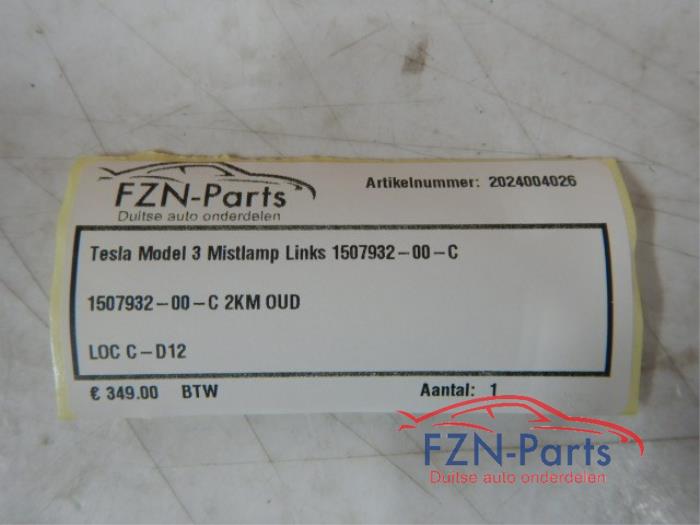 FZN-Parts
Duitse auto onderdelen
Artikelnummer: 2024004026
Tesla Model 3 Mistlamp Links 1507932-00-C
1507932-00-C 2KM OUD
LOC C-D12
€ 349.00 BTW
Aantal: 1
FZN-Parts
Duitse auto onderdelen